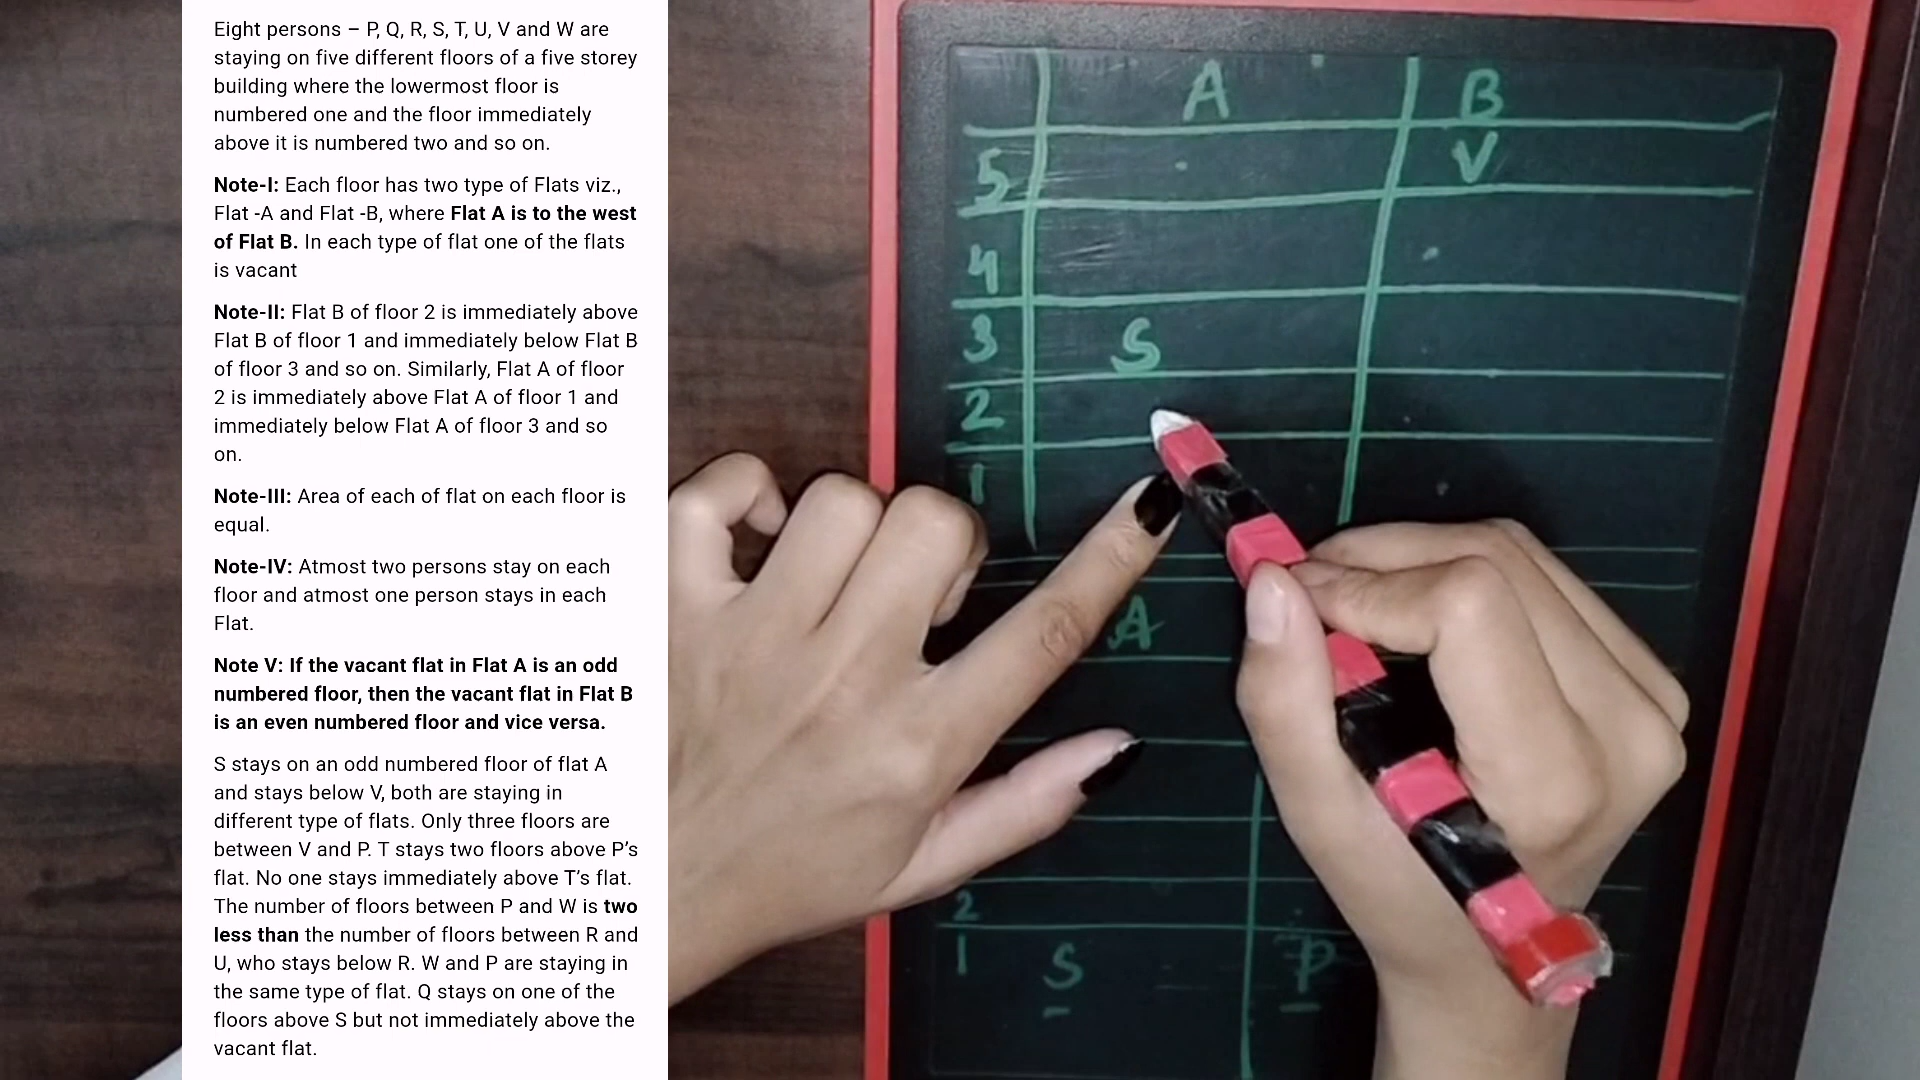 Eight persons – P, Q, R, S, T, U, V and W are
staying on five different floors of a five storey
building where the lowermost floor is
numbered one and the floor immediately
above it is numbered two and so on.
Note-I: Each floor has two type of Flats viz.,
Flat -A and Flat -B, where Flat A is to the west
of Flat B. In each type of flat one of the flats
is vacant
Note-II: Flat B of floor 2 is immediately above
Flat B of floor 1 and immediately below Flat B
of floor 3 and so on. Similarly, Flat A of floor
2 is immediately above Flat A of floor 1 and
immediately below Flat A of floor 3 and so
on.
Note-III: Area of each of flat on each floor is
equal.
Note-IV: Atmost two persons stay on each
floor and atmost one person stays in each
Flat.
Note V: If the vacant flat in Flat A is an odd
numbered floor, then the vacant flat in Flat B
is an even numbered floor and vice versa.
S stays on an odd numbered floor of flat A
and stays below V, both are staying in
different type of flats. Only three floors are
between V and P. T stays two floors above P’s
flat. No one stays immediately above T’s flat.
The number of floors between P and W is two
less than the number of floors between R and
U, who stays below R. W and P are staying in
the same type of flat. Q stays on one of the
floors above S but not immediately above the
vacant flat.
A B
5 V
4
3 S
2
1
A
2
1 S P